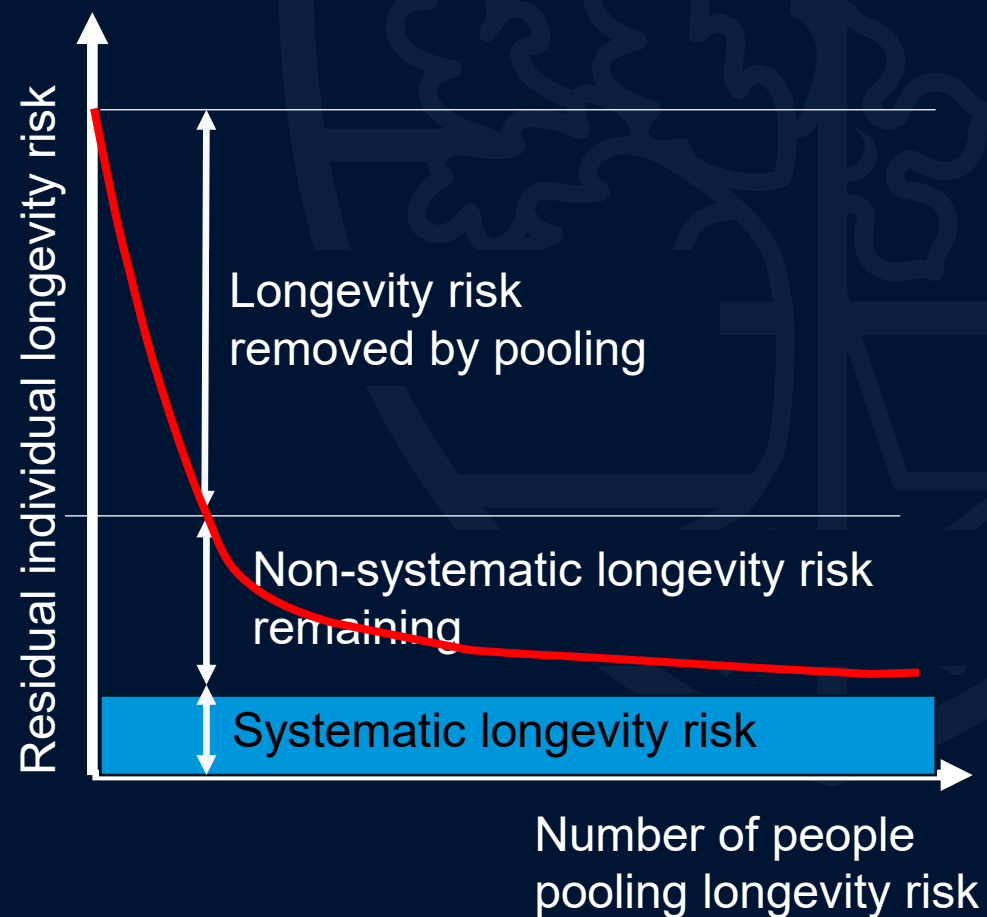 Residual individual longevity risk
Longevity risk
removed by pooling
Non-systematic longevity risk
remaining
Systematic longevity risk
Number of people
pooling longevity risk